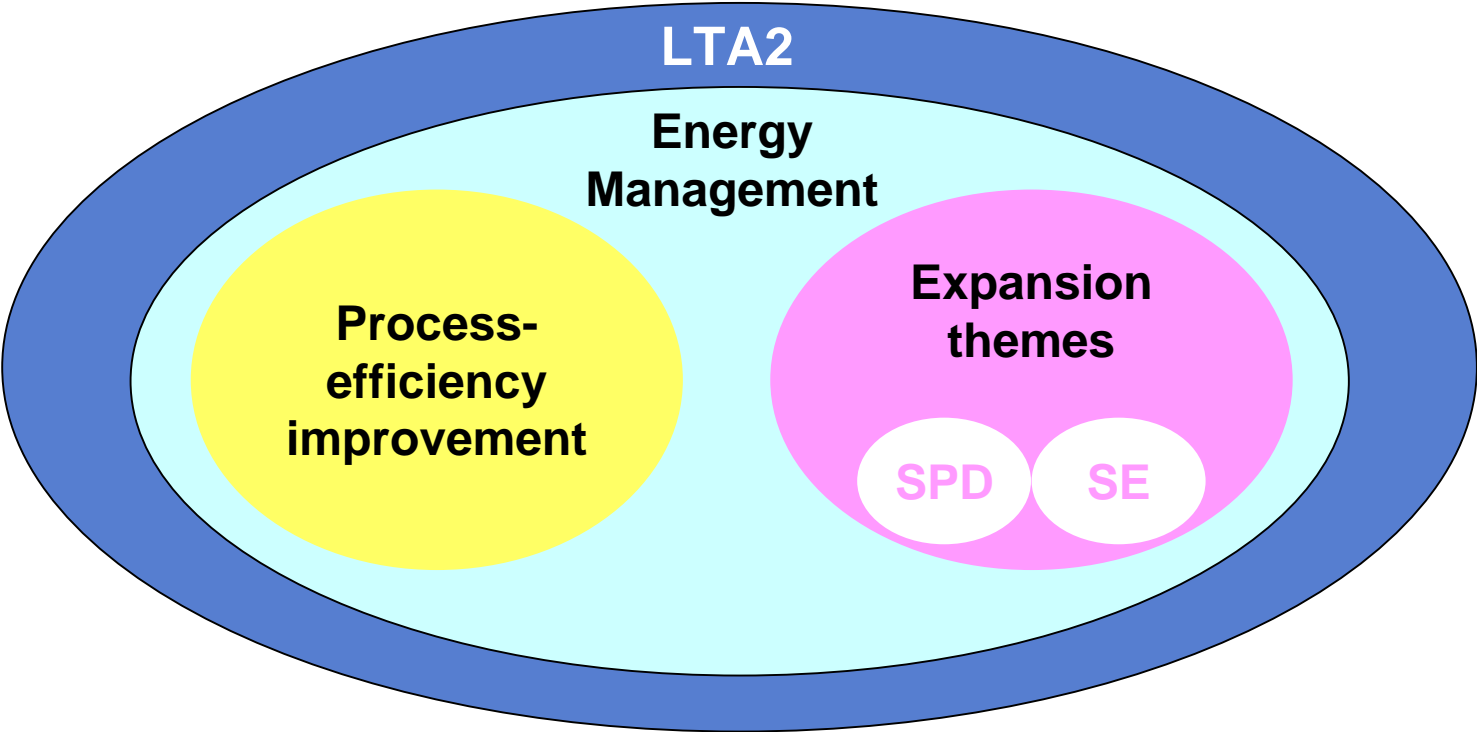 LTA2
Energy
Management
Process-
efficiency
improvement
Expansion
themes
SPD
SE